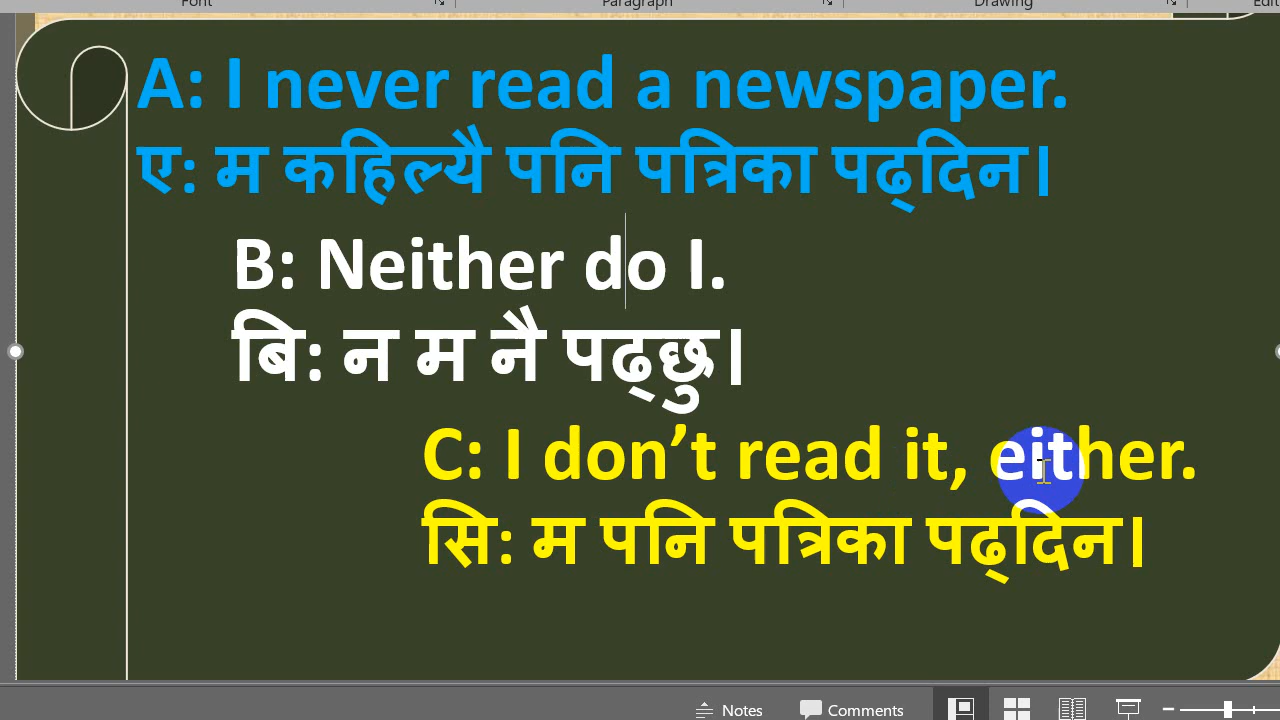 Font Paragraph Drawing
A: I never read a newspaper.
ए: म कहिल्यै पनि पत्रिका पढ्दिन।
B: Neither do I.
बि: न म नै पढ्छु।
C: I don’t read it, either.
सि: म पनि पत्रिका पढ्दिन।
Notes Comments